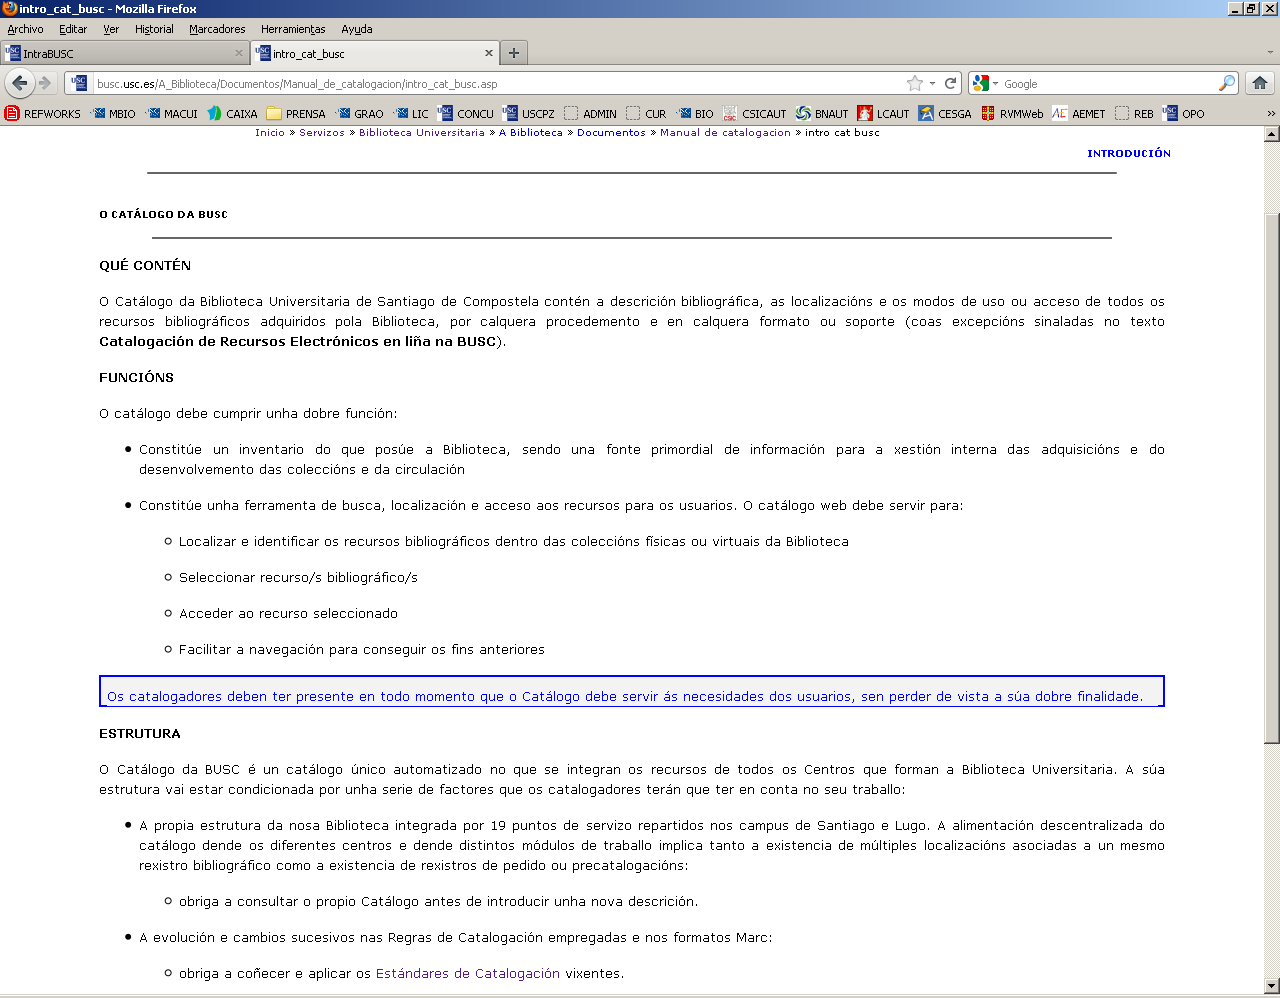 intro_cat_busc - Mozilla Firefox
Archivo Editar Ver Historial Marcadores Herramientas Ayuda
IntraBUSC intro_cat_busc
busc.usc.es/A_Biblioteca/Documentos/Manual_de_catalogacion/intro_cat_busc.asp Google
REFWORKS MBIO MACUI CAIXA PRENSA GRAO LIC CONCU USCPZ ADMIN CUR BIO CSICAUT BNAUT LCAUT CESGA RVMWeb AEMET REB OPO »
Inicio » Servizos » Biblioteca Universitaria » A Biblioteca » Documentos » Manual de catalogacion » intro cat busc
INTRODUCIÓN
O CATÁLOGO DA BUSC
QUÉ CONTÉN
O Catálogo da Biblioteca Universitaria de Santiago de Compostela contén a descrición bibliográfica, as localizacións e os modos de uso ou acceso de todos os
recursos bibliográficos adquiridos pola Biblioteca, por calquera procedemento e en calquera formato ou soporte (coas excepcións sinaladas no texto
Catalogación de Recursos Electrónicos en liña na BUSC).
FUNCIÓNS
O catálogo debe cumprir unha dobre función:
Constitúe un inventario do que posúe a Biblioteca, sendo una fonte primordial de información para a xestión interna das adquisicións e do
desenvolvemento das coleccións e da circulación
Constitúe unha ferramenta de busca, localización e acceso aos recursos para os usuarios. O catálogo web debe servir para:
Localizar e identificar os recursos bibliográficos dentro das coleccións físicas ou virtuais da Biblioteca
Seleccionar recurso/s bibliográfico/s
Acceder ao recurso seleccionado
Facilitar a navegación para conseguir os fins anteriores
Os catalogadores deben ter presente en todo momento que o Catálogo debe servir ás necesidades dos usuarios, sen perder de vista a súa dobre finalidade.
ESTRUTURA
O Catálogo da BUSC é un catálogo único automatizado no que se integran os recursos de todos os Centros que forman a Biblioteca Universitaria. A súa
estrutura vai estar condicionada por unha serie de factores que os catalogadores terán que ter en conta no seu traballo:
A propia estrutura da nosa Biblioteca integrada por 19 puntos de servizo repartidos nos campus de Santiago e Lugo. A alimentación descentralizada do
catálogo dende os diferentes centros e dende distintos módulos de traballo implica tanto a existencia de múltiples localizacións asociadas a un mesmo
rexistro bibliográfico como a existencia de rexistros de pedido ou precatalogacións:
obriga a consultar o propio Catálogo antes de introducir unha nova descrición.
A evolución e cambios sucesivos nas Regras de Catalogación empregadas e nos formatos Marc:
obriga a coñecer e aplicar os Estándares de Catalogación vixentes.